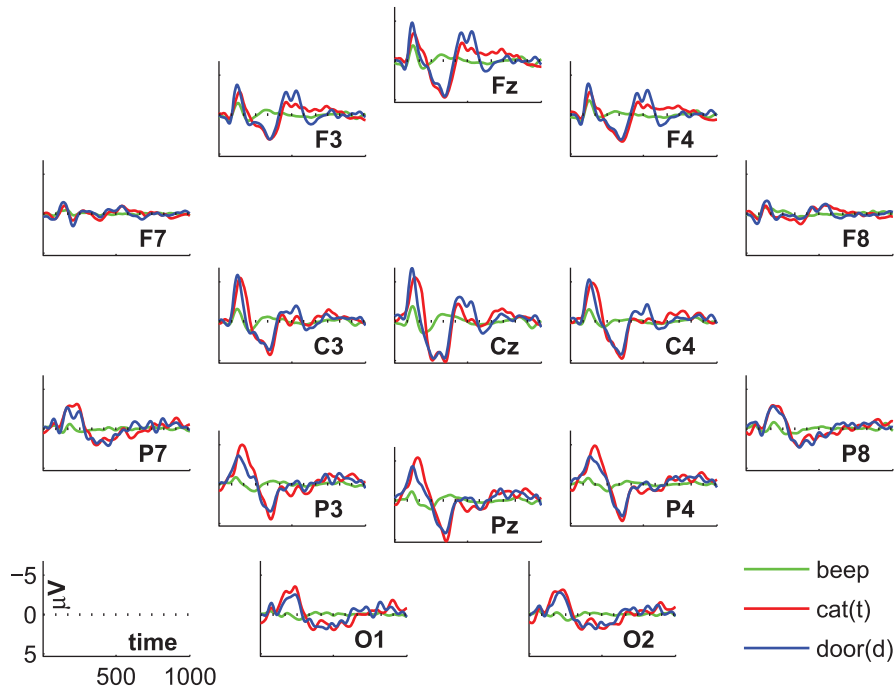 Fz
F3
F4
F7
F8
C3
Cz
C4
P7
P8
P3
Pz
P4
−5
μV
0
time
5
500
1000
O1
O2
beep
cat(t)
door(d)